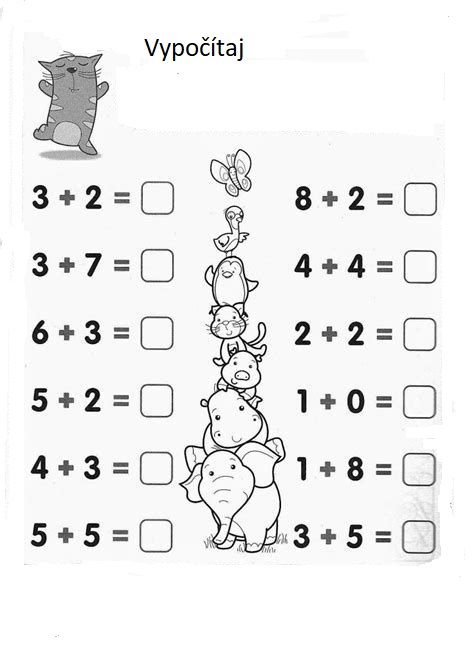 Vypočítaj
3 + 2 =
3 + 7 =
6 + 3 =
5 + 2 =
4 + 3 =
5 + 5 =
8 + 2 =
4 + 4 =
2 + 2 =
1 + 0 =
1 + 8 =
3 + 5 =